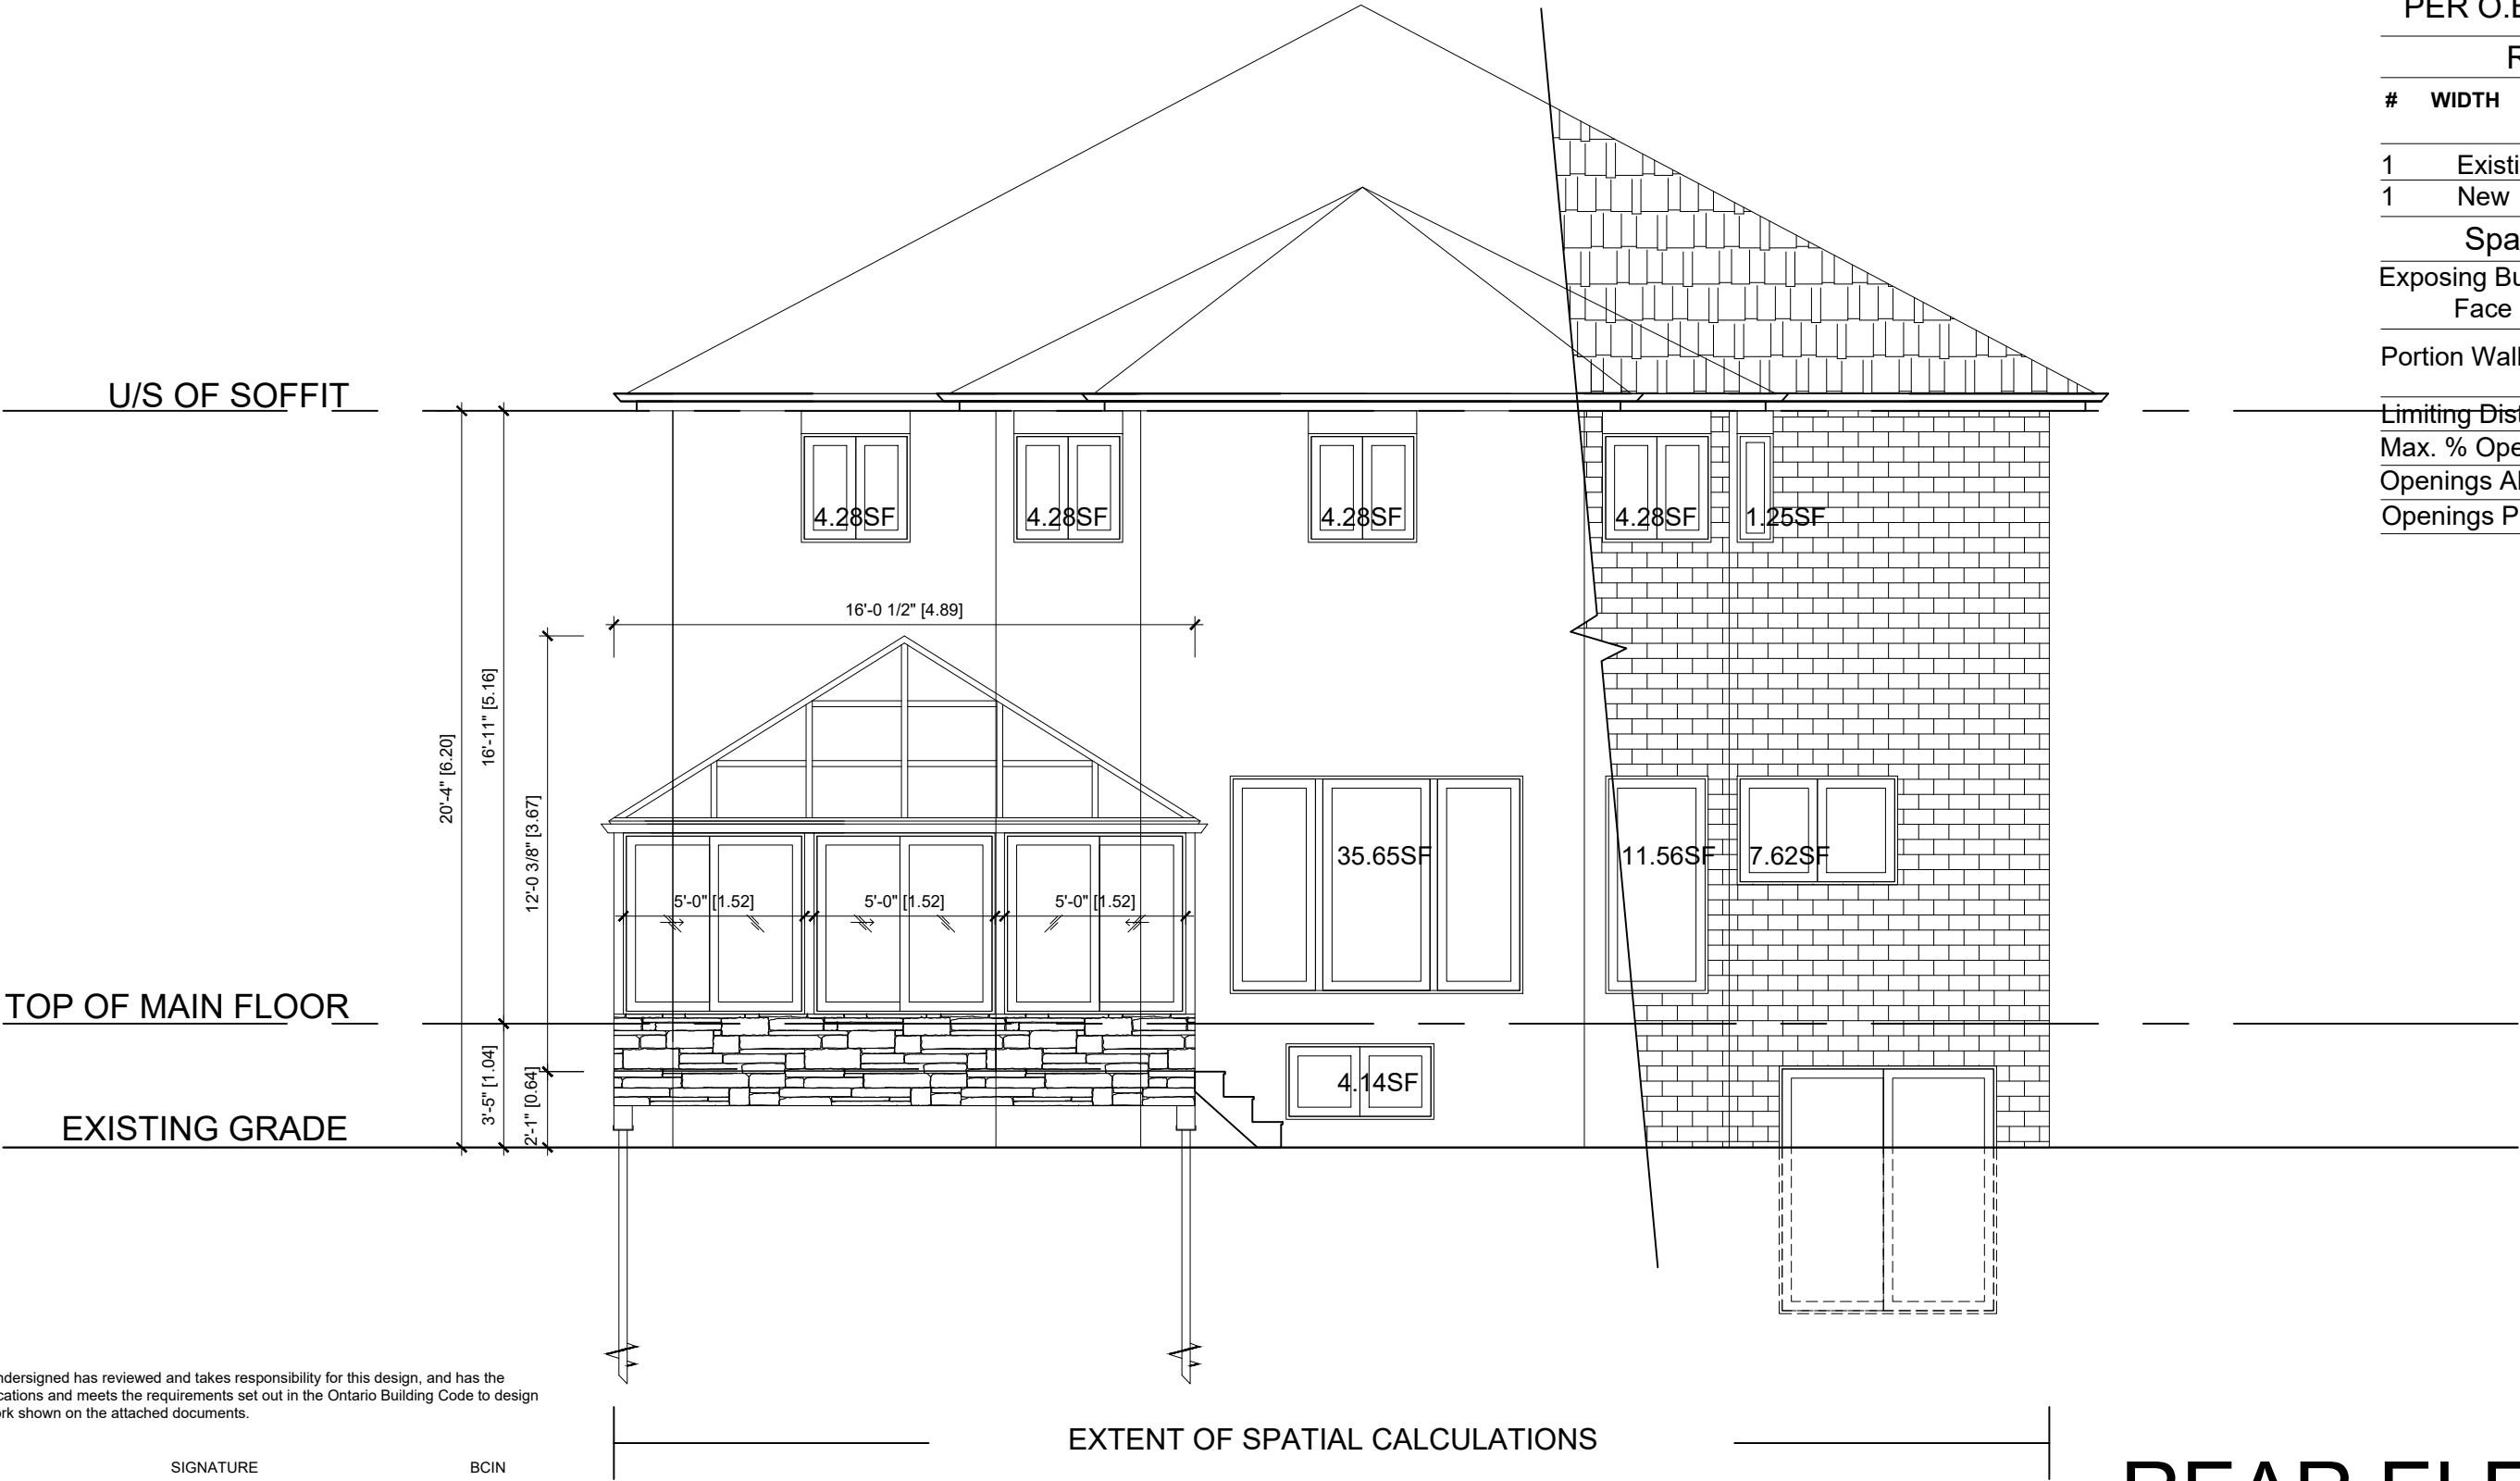 PER O.B
R
# WIDTH
1 Existi
1 New
Spa
Exposing Bu
Face
Portion Wall
Limiting Dist
Max. % Ope
Openings Al
Openings P
U/S OF SOFFIT
4.28SF 4.28SF 4.28SF 4.28SF 1.25SF
16'-0 1/2" [4.89]
20'-4" [6.20]
16'-11" [5.16]
12'-0 3/8" [3.67]
35.65SF 11.56SF 7.62SF
5'-0" [1.52] 5'-0" [1.52] 5'-0" [1.52]
TOP OF MAIN FLOOR
3'-5" [1.04]
2'-1" [0.64]
4.14SF
EXISTING GRADE
ndersigned has reviewed and takes responsibility for this design, and has the
cations and meets the requirements set out in the Ontario Building Code to design
rk shown on the attached documents.
EXTENT OF SPATIAL CALCULATIONS
SIGNATURE BCIN